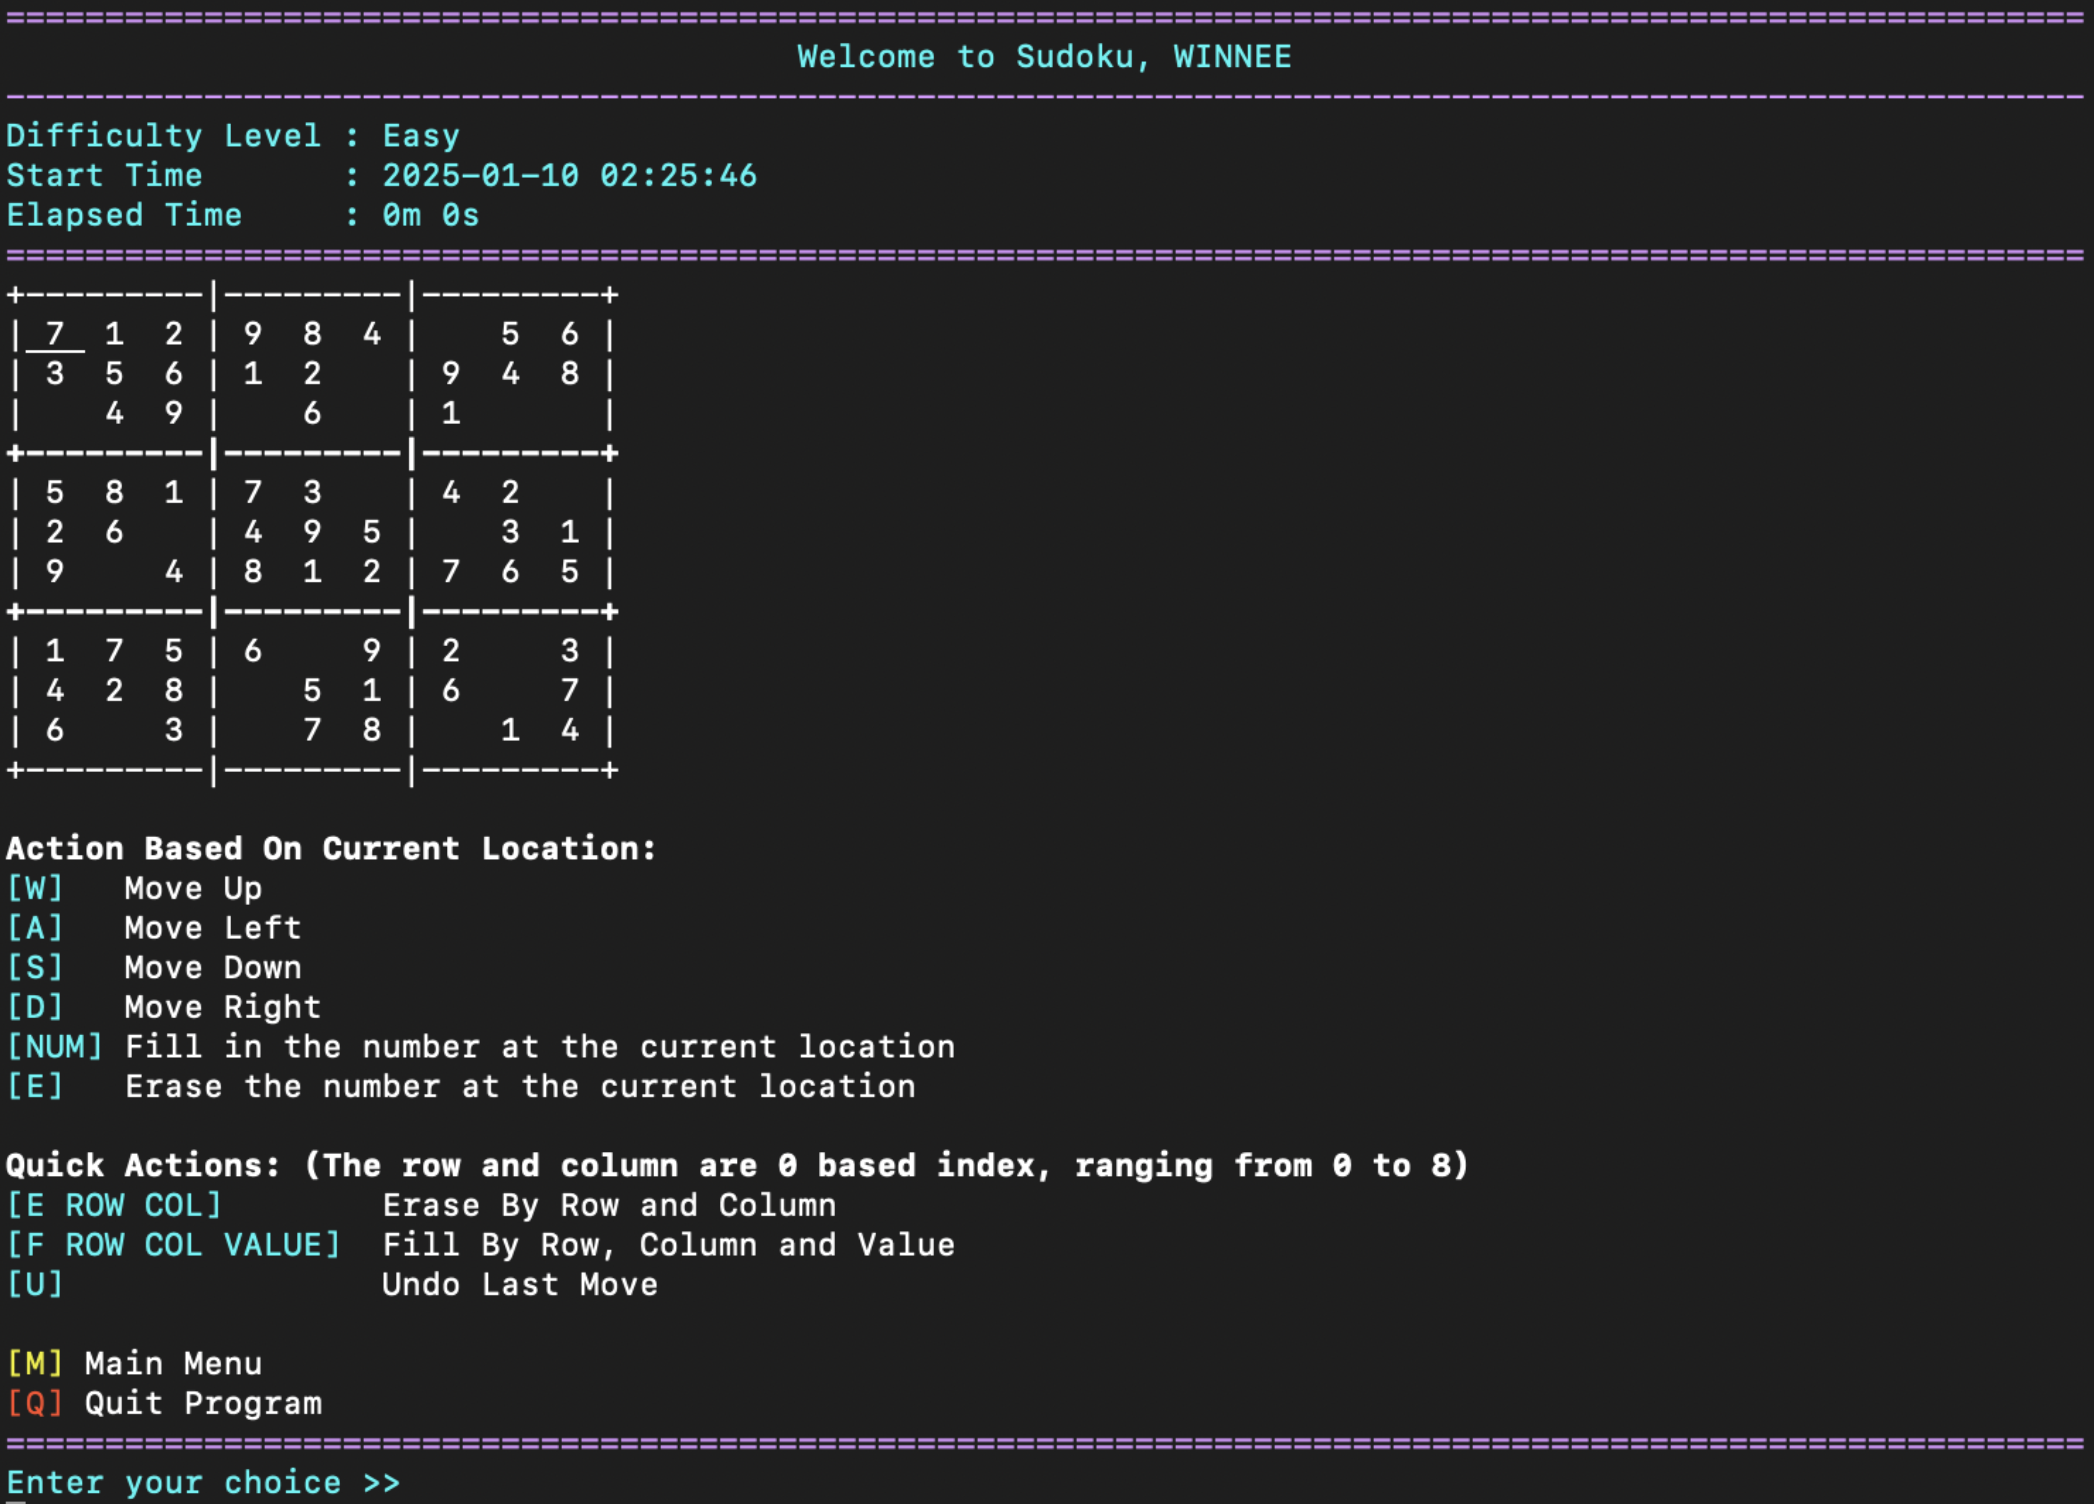 =========================================================================================================
Welcome to Sudoku, WINNEE
---------------------------------------------------------------------------------------------------------
Difficulty Level : Easy
Start Time       : 2025-01-10 02:25:46
Elapsed Time     : 0m 0s
=========================================================================================================
+---------|---------|---------+
| 7  1  2 | 9  8  4 |    5  6 |
| 3  5  6 | 1  2    | 9  4  8 |
|    4  9 |    6    | 1       |
+---------|---------|---------+
| 5  8  1 | 7  3    | 4  2    |
| 2  6    | 4  9  5 |    3  1 |
| 9     4 | 8  1  2 | 7  6  5 |
+---------|---------|---------+
| 1  7  5 | 6     9 | 2     3 |
| 4  2  8 |    5  1 | 6     7 |
| 6     3 |    7  8 |    1  4 |
+---------|---------|---------+
Action Based On Current Location:
[W]   Move Up
[A]   Move Left
[S]   Move Down
[D]   Move Right
[NUM] Fill in the number at the current location
[E]   Erase the number at the current location
Quick Actions: (The row and column are 0 based index, ranging from 0 to 8)
[E ROW COL]        Erase By Row and Column
[F ROW COL VALUE]  Fill By Row, Column and Value
[U]                Undo Last Move
[M] Main Menu
[Q] Quit Program
=========================================================================================================
Enter your choice >>